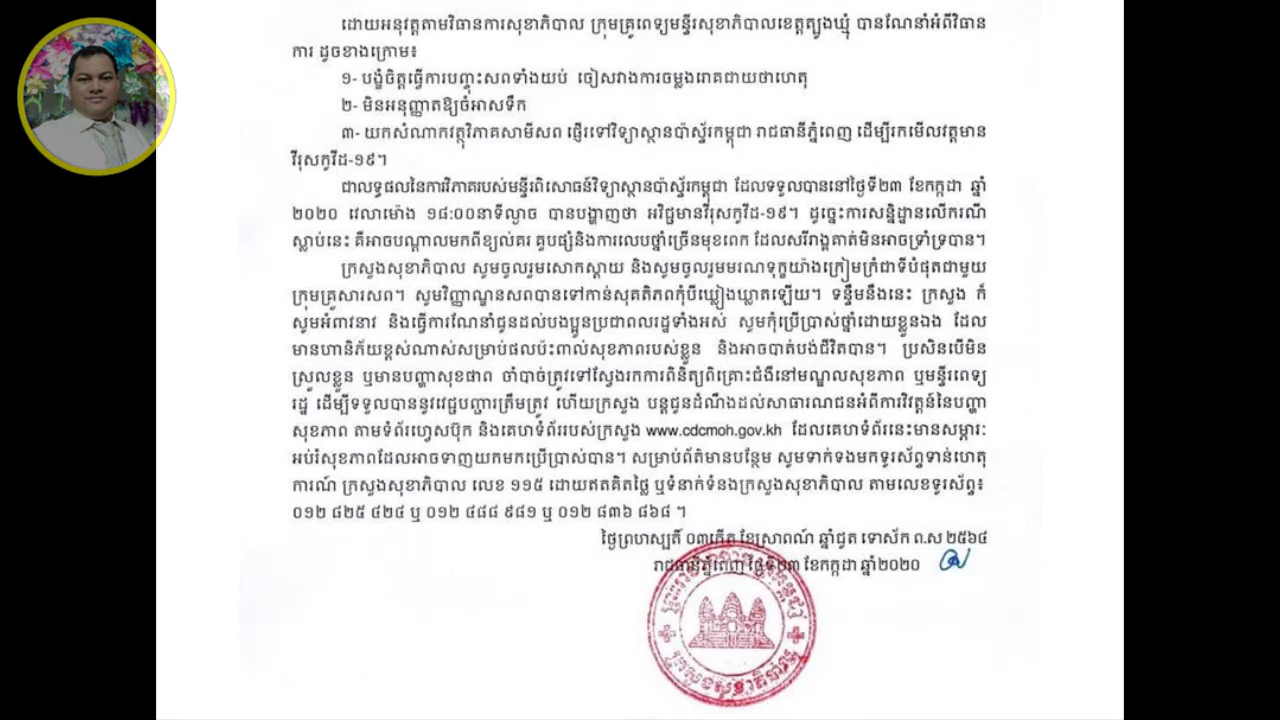 ដោយអនុវត្តតាមវិធានការសុខាភិបាល ក្រុមគ្រូពេទ្យមន្ទីរសុខាភិបាលខេត្តត្បូងឃ្មុំ បានណែនាំអំពីវិធាន
ការ ដូចខាងក្រោម៖
១- បង្ខំចិត្តធ្វើការបញ្ចុះសពទាំងយប់ ចៀសវាងការចម្លងរោគជាយថាហេតុ
២- មិនអនុញ្ញាតឱ្យចំអាសទឹក
៣- យកសំណាកវត្ថុវិភាគសាមីសព ផ្ញើរទៅវិទ្យាស្ថានប៉ាស្ទ័រកម្ពុជា រាជធានីភ្នំពេញ ដើម្បីរកមើលវត្តមាន
វីរុសកូវីដ-១៩។
ជាលទ្ធផលនៃការវិភាគរបស់មន្ទីរពិសោធន៍វិទ្យាស្ថានប៉ាស្ទ័រកម្ពុជា ដែលទទួលបាននៅថ្ងៃទី២៣ ខែកក្កដា ឆ្នាំ
២០២០ វេលាម៉ោង ១៨:០០នាទីល្ងាច បានបង្ហាញថា អវិជ្ជមានវីរុសកូវីដ-១៩។ ដូច្នេះការសន្និដ្ឋានលើករណី
ស្លាប់នេះ គឺអាចបណ្តាលមកពីខ្យល់គរ គួបផ្សំនិងការលេបថ្នាំច្រើនមុខពេក ដែលសរីរាង្គគាត់មិនអាចទ្រាំទ្របាន។
ក្រសួងសុខាភិបាល សូមចូលរួមសោកស្តាយ និងសូមចូលរួមមរណទុក្ខយ៉ាងក្រៀមក្រំជាទីបំផុតជាមួយ
ក្រុមគ្រួសារសព។ សូមវិញ្ញាណក្ខនសពបានទៅកាន់សុគតិភពកុំបីឃ្លៀងឃ្លាតឡើយ។ ទន្ទឹមនឹងនេះ ក្រសួង ក៏
សូមអំពាវនាវ និងធ្វើការណែនាំជូនដល់បងប្អូនប្រជាពលរដ្ឋទាំងអស់ សូមកុំប្រើប្រាស់ថ្នាំដោយខ្លួនឯង ដែល
មានហានិភ័យខ្ពស់ណាស់សម្រាប់ផលប៉ះពាល់សុខភាពរបស់ខ្លួន និងអាចបាត់បង់ជីវិតបាន។ ប្រសិនបើមិន
ស្រួលខ្លួន ឬមានបញ្ហាសុខភាព ចាំបាច់ត្រូវទៅស្វែងរកការពិនិត្យពិគ្រោះជំងឺនៅមណ្ឌលសុខភាព ឬមន្ទីរពេទ្យ
រដ្ឋ ដើម្បីទទួលបាននូវវេជ្ជបញ្ជារត្រឹមត្រូវ ហើយក្រសួង បន្តជូនដំណឹងដល់សាធារណជនអំពីការវិវត្តន៍នៃបញ្ហា
សុខភាព តាមទំព័រហ្វេសប៊ុក និងគេហទំព័ររបស់ក្រសួង www.cdcmoh.gov.kh ដែលគេហទំព័រនេះមានសម្ភារៈ
អប់រំសុខភាពដែលអាចទាញយកមកប្រើប្រាស់បាន។ សម្រាប់ព័ត៌មានបន្ថែម សូមទាក់ទងមកទូរស័ព្ទទាន់ហេតុ
ការណ៍ ក្រសួងសុខាភិបាល លេខ ១១៥ ដោយឥតគិតថ្លៃ ឬទំនាក់ទំនងក្រសួងសុខាភិបាល តាមលេខទូរស័ព្ទ៖
០១២ ៨២៥ ៤២៤ ឬ ០១២ ៤៨៨ ៩៨១ ឬ ០១២ ៨៣៦ ៨៦៨ ។
ថ្ងៃព្រហស្បតិ៍ ០៣កើត ខែស្រាពណ៍ ឆ្នាំជូត ទោស័ក ព.ស ២៥៦៤
រាជធានីភ្នំពេញ ថ្ងៃទី២៣ ខែកក្កដា ឆ្នាំ២០២០
ក្រសួងសុខាភិបាល